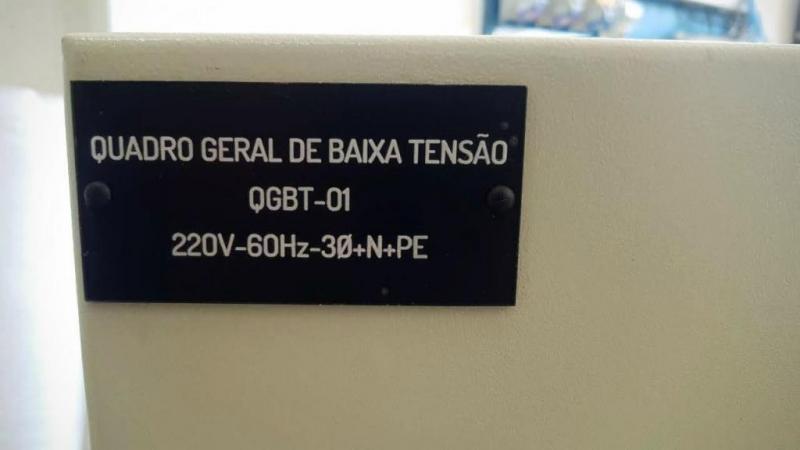 QUADRO GERAL DE BAIXA TENSÃO
QGBT-01
220V-60Hz-3Ø+N+PE